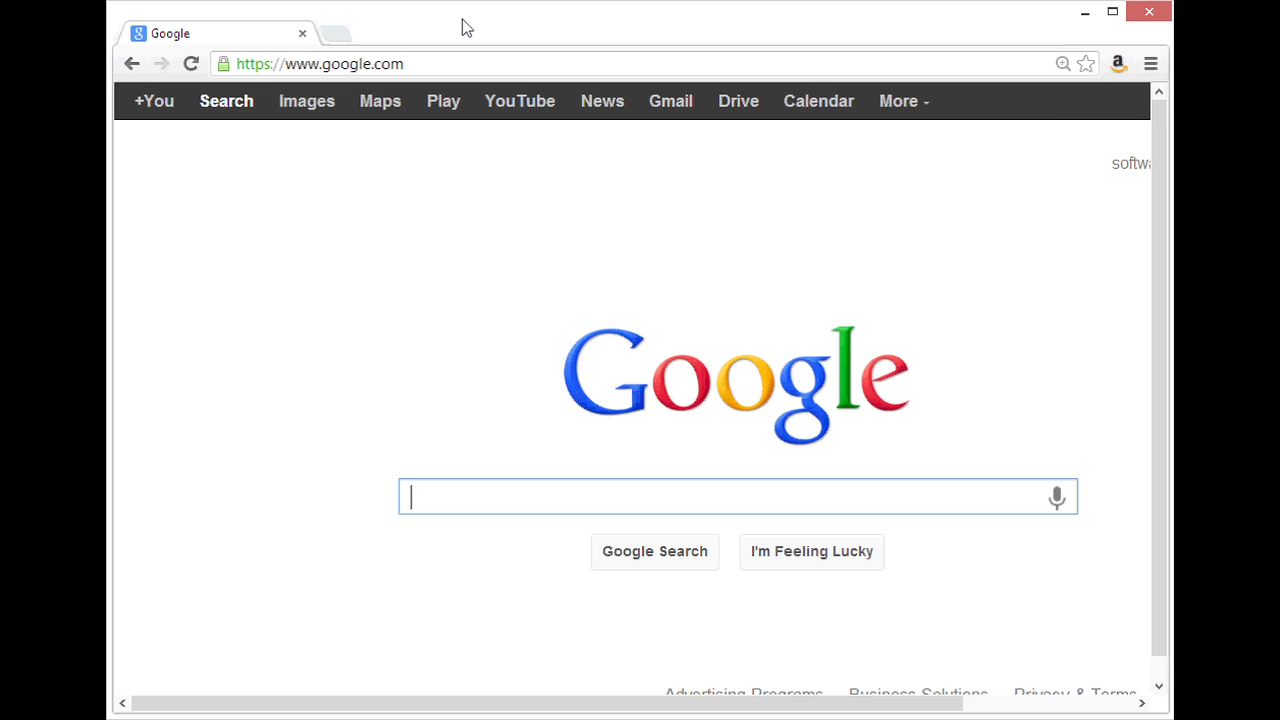 Google
https://www.google.com
+You Search Images Maps Play YouTube News Gmail Drive Calendar More
softwa
Google
Google Search I'm Feeling Lucky
Advertising Programs Business Solutions Privacy & Terms